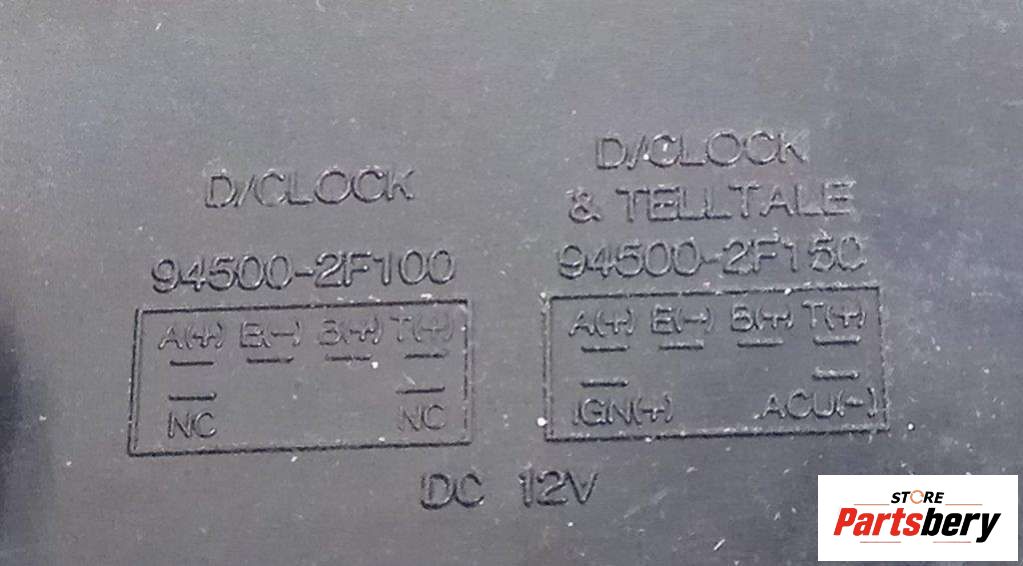 D/CLOCK
94500-2F100
A(+) E(-) B(+) T(+)
NC NC
D/CLOCK
& TELLTALE
94500-2F150
A(+) E(-) B(+) T(+)
IGN(+) ACU(-)
DC 12V
STORE
Partsbery